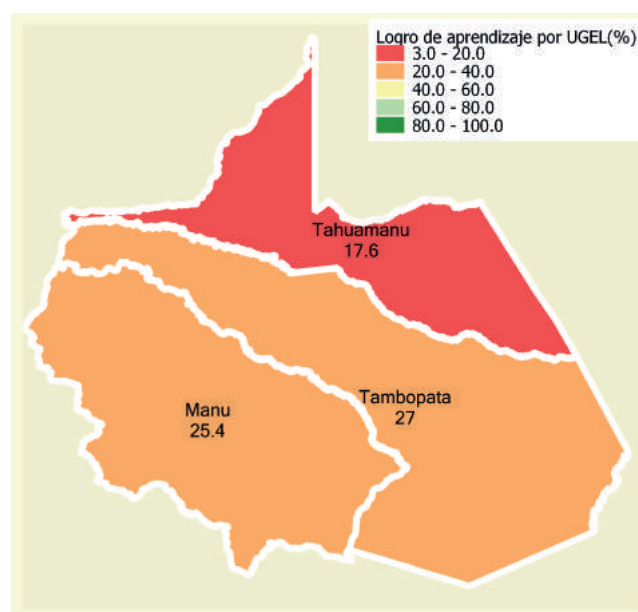 Logro de aprendizaje por UGEL(%)
3.0 - 20.0
20.0 - 40.0
40.0 - 60.0
60.0 - 80.0
80.0 - 100.0
Tahuamanu
17.6
Tambopata
27
Manu
25.4